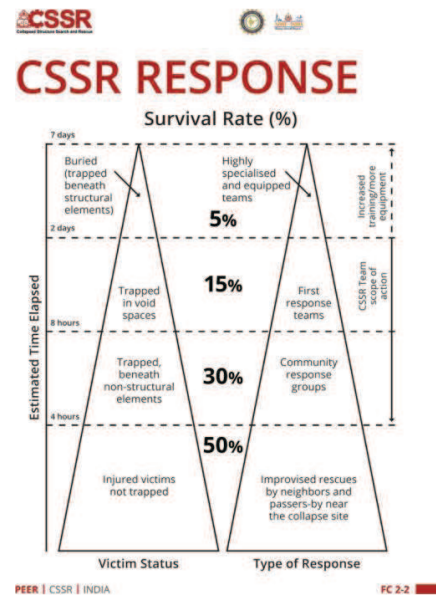 CSSR
Collapsed Structure Search and Rescue
CSSR RESPONSE
Survival Rate (%)
7 days
Buried
(trapped
beneath
structural
elements)
Highly
specialised
and equipped
teams
Increased
training/more
equipment
5%
2 days
Trapped
in void
spaces
15%
First
response
teams
CSSR Team
scope of
action
Estimated Time Elapsed
8 hours
Trapped,
beneath
non-structural
elements
30%
Community
response
groups
4 hours
50%
Injured victims
not trapped
Improvised rescues
by neighbors and
passers-by near
the collapse site
Victim Status
Type of Response
PEER | CSSR | INDIA
FC 2-2